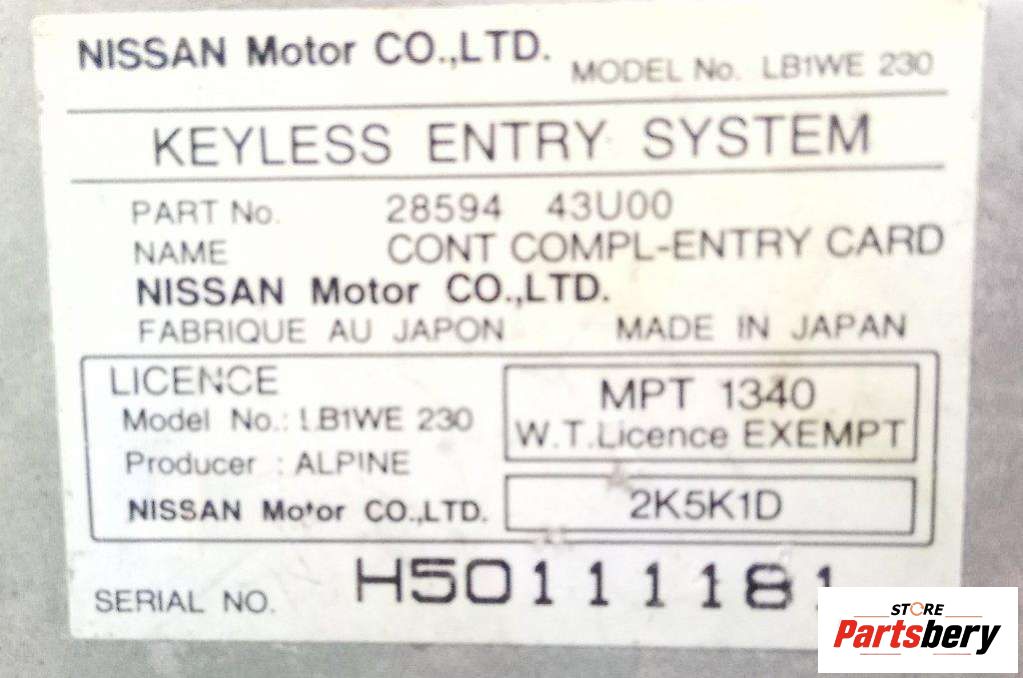 NISSAN Motor CO.,LTD. MODEL No. LB1WE 230
KEYLESS ENTRY SYSTEM
PART No. 28594 43U00
NAME CONT COMPL-ENTRY CARD
NISSAN Motor CO.,LTD.
FABRIQUE AU JAPON MADE IN JAPAN
LICENCE
Model No.: LB1WE 230
Producer : ALPINE
NISSAN Motor CO.,LTD.
MPT 1340
W.T.Licence EXEMPT
2K5K1D
SERIAL NO. H50111181
STORE
Partsbery